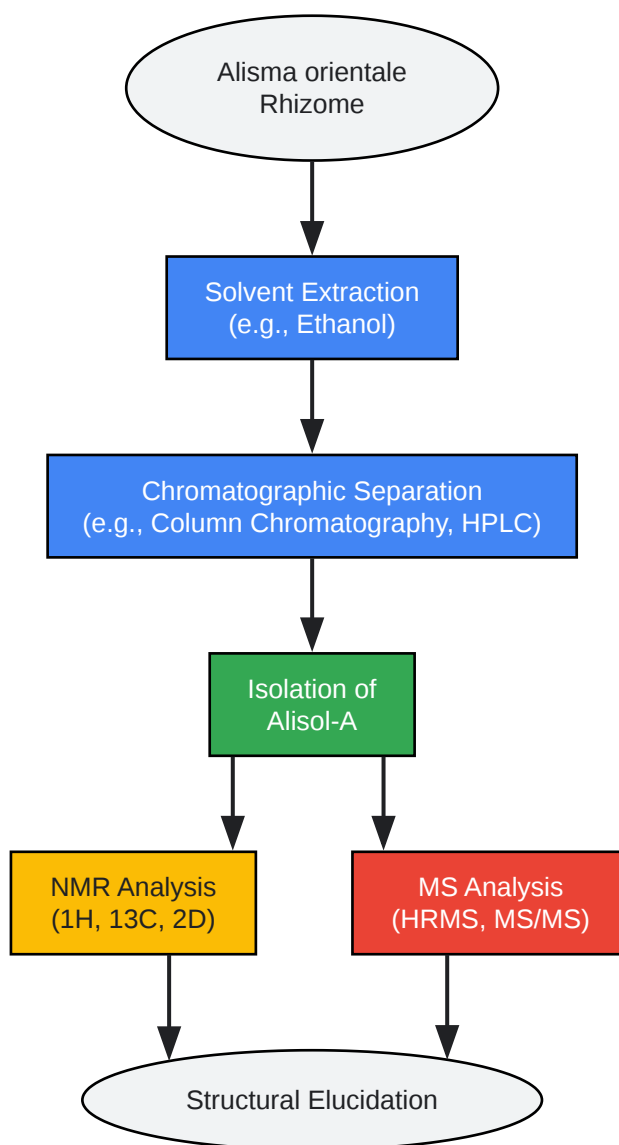 Alisma orientale
Rhizome
Solvent Extraction
(e.g., Ethanol)
Chromatographic Separation
(e.g., Column Chromatography, HPLC)
Isolation of
Alisol-A
NMR Analysis
(1H, 13C, 2D)
MS Analysis
(HRMS, MS/MS)
Structural Elucidation